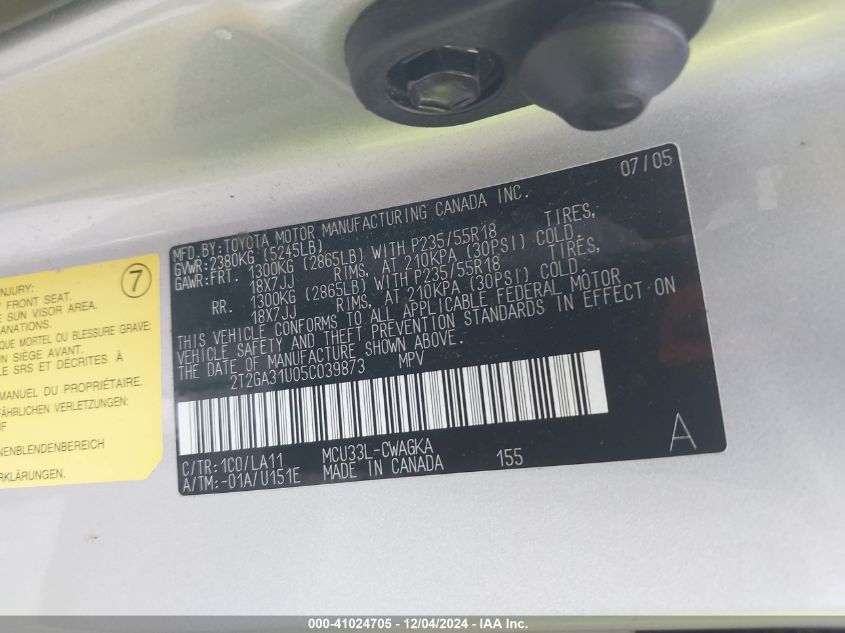 07/05
MFD.BY:TOYOTA MOTOR MANUFACTURING CANADA INC.
GVWR:2380KG (5245LB)
GAWR:FRT. 1300KG (2865LB) WITH P235/55R18 TIRES,
18X7JJ RIMS, AT 210KPA (30PSI) COLD.
RR. 1300KG (2865LB) WITH P235/55R18 TIRES,
18X7JJ RIMS, AT 210KPA (30PSI) COLD.
THIS VEHICLE CONFORMS TO ALL APPLICABLE FEDERAL MOTOR
VEHICLE SAFETY AND THEFT PREVENTION STANDARDS IN EFFECT ON
THE DATE OF MANUFACTURE SHOWN ABOVE.
2T2GA31U05C039873 MPV
C/TR:1C0/LA11 MCU33L-CWAGKA
A/TM:-01A/U151E MADE IN CANADA 155
A
7
NJURY:
FRONT SEAT.
SUN VISOR AREA.
ANATIONS.
QUE MORTEL OU BLESSURE GRAVE:
UN SIÈGE AVANT.
LE SRS ET DÉCRITES À
MANUEL DU PROPRIÉTAIRE.
ÄHRLICHEN VERLETZUNGEN:
NENBLENDENBEREICH
ERKLÄRUNGEN.
000-41024705 - 12/04/2024 - IAA Inc.